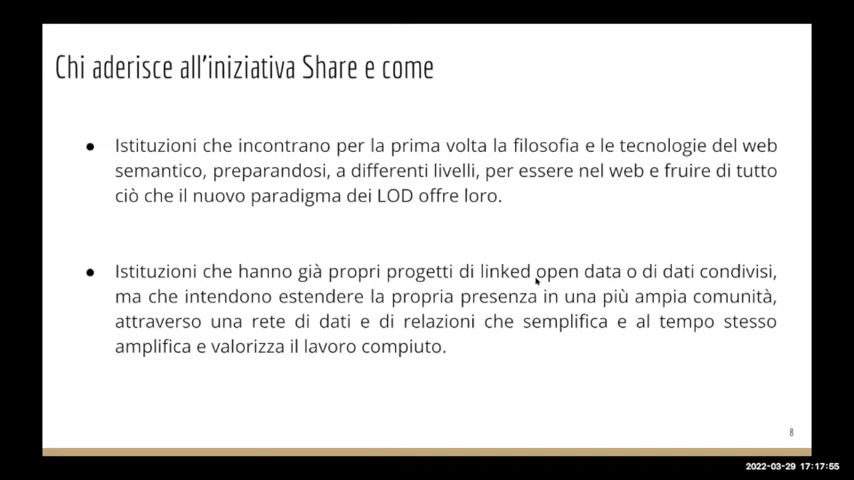 Chi aderisce all'iniziativa Share e come
● Istituzioni che incontrano per la prima volta la filosofia e le tecnologie del web
semantico, preparandosi, a differenti livelli, per essere nel web e fruire di tutto
ciò che il nuovo paradigma dei LOD offre loro.
● Istituzioni che hanno già propri progetti di linked open data o di dati condivisi,
ma che intendono estendere la propria presenza in una più ampia comunità,
attraverso una rete di dati e di relazioni che semplifica e al tempo stesso
amplifica e valorizza il lavoro compiuto.
8
2022-03-29 17:17:55